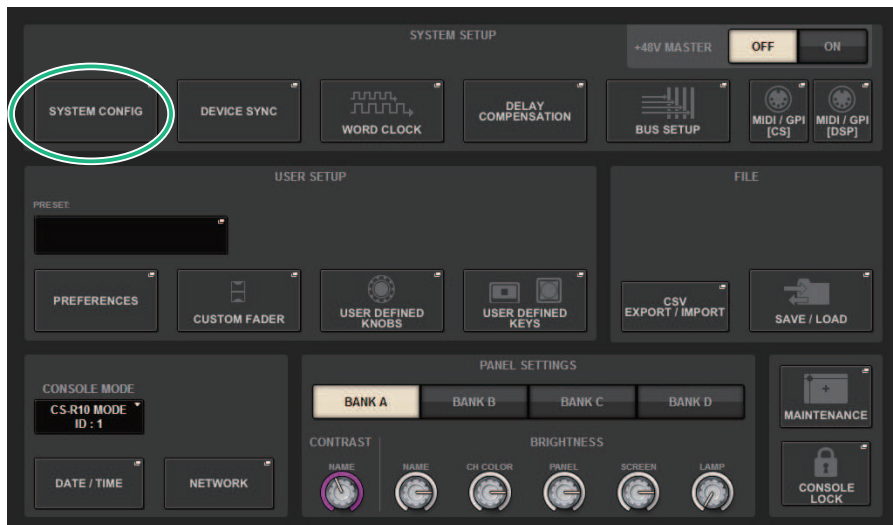 SYSTEM SETUP
+48V MASTER
OFF
ON
SYSTEM CONFIG
DEVICE SYNC
WORD CLOCK
DELAY
COMPENSATION
BUS SETUP
MIDI / GPI
[CS]
MIDI / GPI
[DSP]
USER SETUP
PRESET:
PREFERENCES
CUSTOM FADER
USER DEFINED
KNOBS
USER DEFINED
KEYS
FILE
CSV
EXPORT / IMPORT
SAVE / LOAD
CONSOLE MODE
CS-R10 MODE
ID : 1
DATE / TIME
NETWORK
PANEL SETTINGS
BANK A
BANK B
BANK C
BANK D
CONTRAST
BRIGHTNESS
NAME
NAME
CH COLOR
PANEL
SCREEN
LAMP
MAINTENANCE
CONSOLE
LOCK